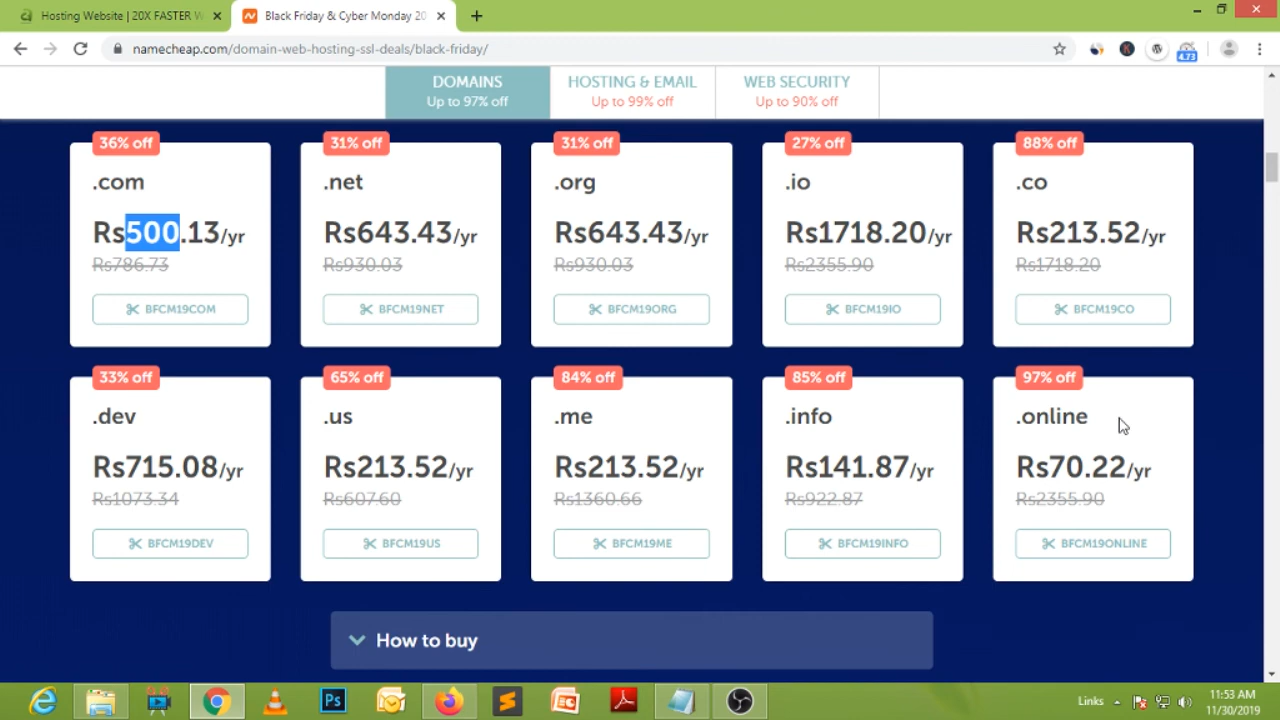 Hosting Website | 20X FASTER W
Black Friday & Cyber Monday 20
namecheap.com/domain-web-hosting-ssl-deals/black-friday/
4.73
DOMAINS
Up to 97% off
HOSTING & EMAIL
Up to 99% off
WEB SECURITY
Up to 90% off
36% off
.com
Rs500.13/yr
Rs786.73
BFCM19COM
31% off
.net
Rs643.43/yr
Rs930.03
BFCM19NET
31% off
.org
Rs643.43/yr
Rs930.03
BFCM19ORG
27% off
.io
Rs1718.20/yr
Rs2355.90
BFCM19IO
88% off
.co
Rs213.52/yr
Rs1718.20
BFCM19CO
33% off
.dev
Rs715.08/yr
Rs1073.34
BFCM19DEV
65% off
.us
Rs213.52/yr
Rs607.60
BFCM19US
84% off
.me
Rs213.52/yr
Rs1360.66
BFCM19ME
85% off
.info
Rs141.87/yr
Rs922.87
BFCM19INFO
97% off
.online
Rs70.22/yr
Rs2355.90
BFCM19ONLINE
How to buy
Ps
Links
11:53 AM
11/30/2019